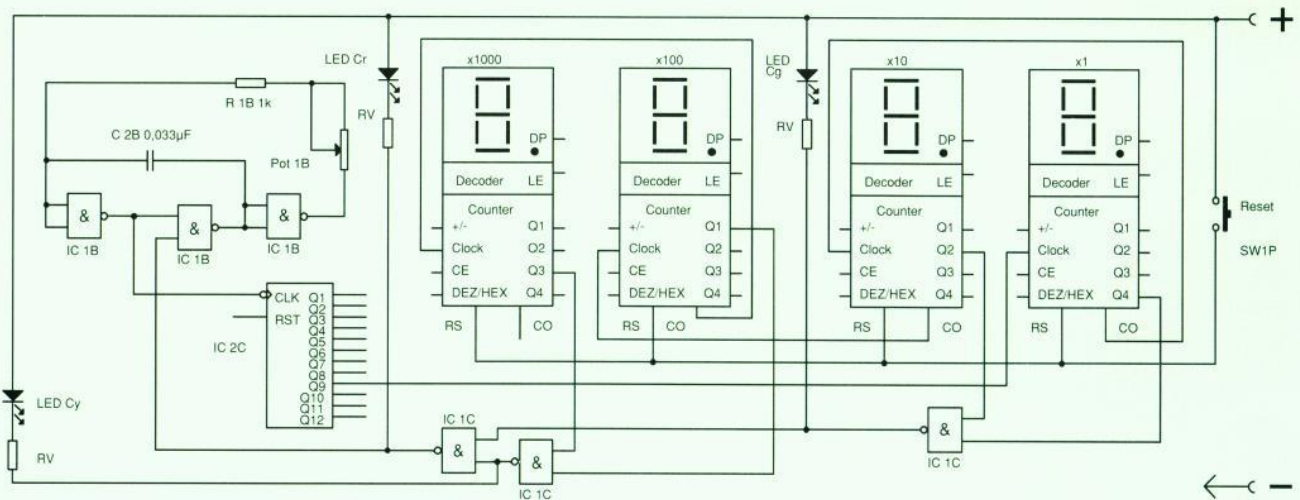 +
LED Cr
RV
R 1B 1k
C 2B 0,033µF
Pot 1B
&
IC 1B
&
IC 1B
&
IC 1B
CLK
RST
IC 2C
Q1
Q2
Q3
Q4
Q5
Q6
Q7
Q8
Q9
Q10
Q11
Q12
LED Cy
RV
x1000
DP
Decoder LE
Counter
+/- Q1
Clock Q2
CE Q3
DEZ/HEX Q4
RS CO
x100
DP
Decoder LE
Counter
+/- Q1
Clock Q2
CE Q3
DEZ/HEX Q4
RS CO
LED
Cg
RV
x10
DP
Decoder LE
Counter
+/- Q1
Clock Q2
CE Q3
DEZ/HEX Q4
RS CO
x1
DP
Decoder LE
Counter
+/- Q1
Clock Q2
CE Q3
DEZ/HEX Q4
RS CO
Reset
SW1P
IC 1C
&
&
IC 1C
&
IC 1C
−